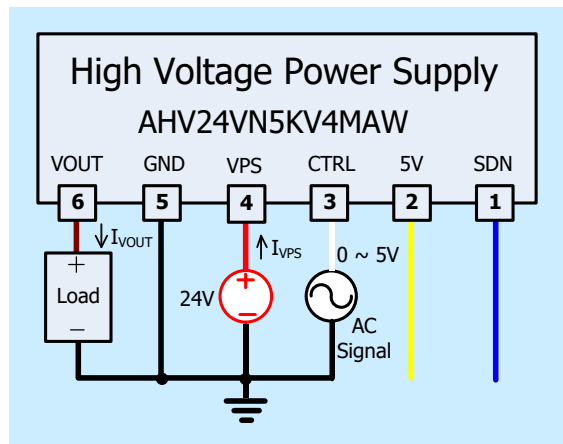 High Voltage Power Supply
AHV24VN5KV4MAW
VOUT GND VPS CTRL 5V SDN
6 5 4 3 2 1
↓IVOUT ↑IVPS 0 ~ 5V
+ +
Load 24V
− −
AC
Signal